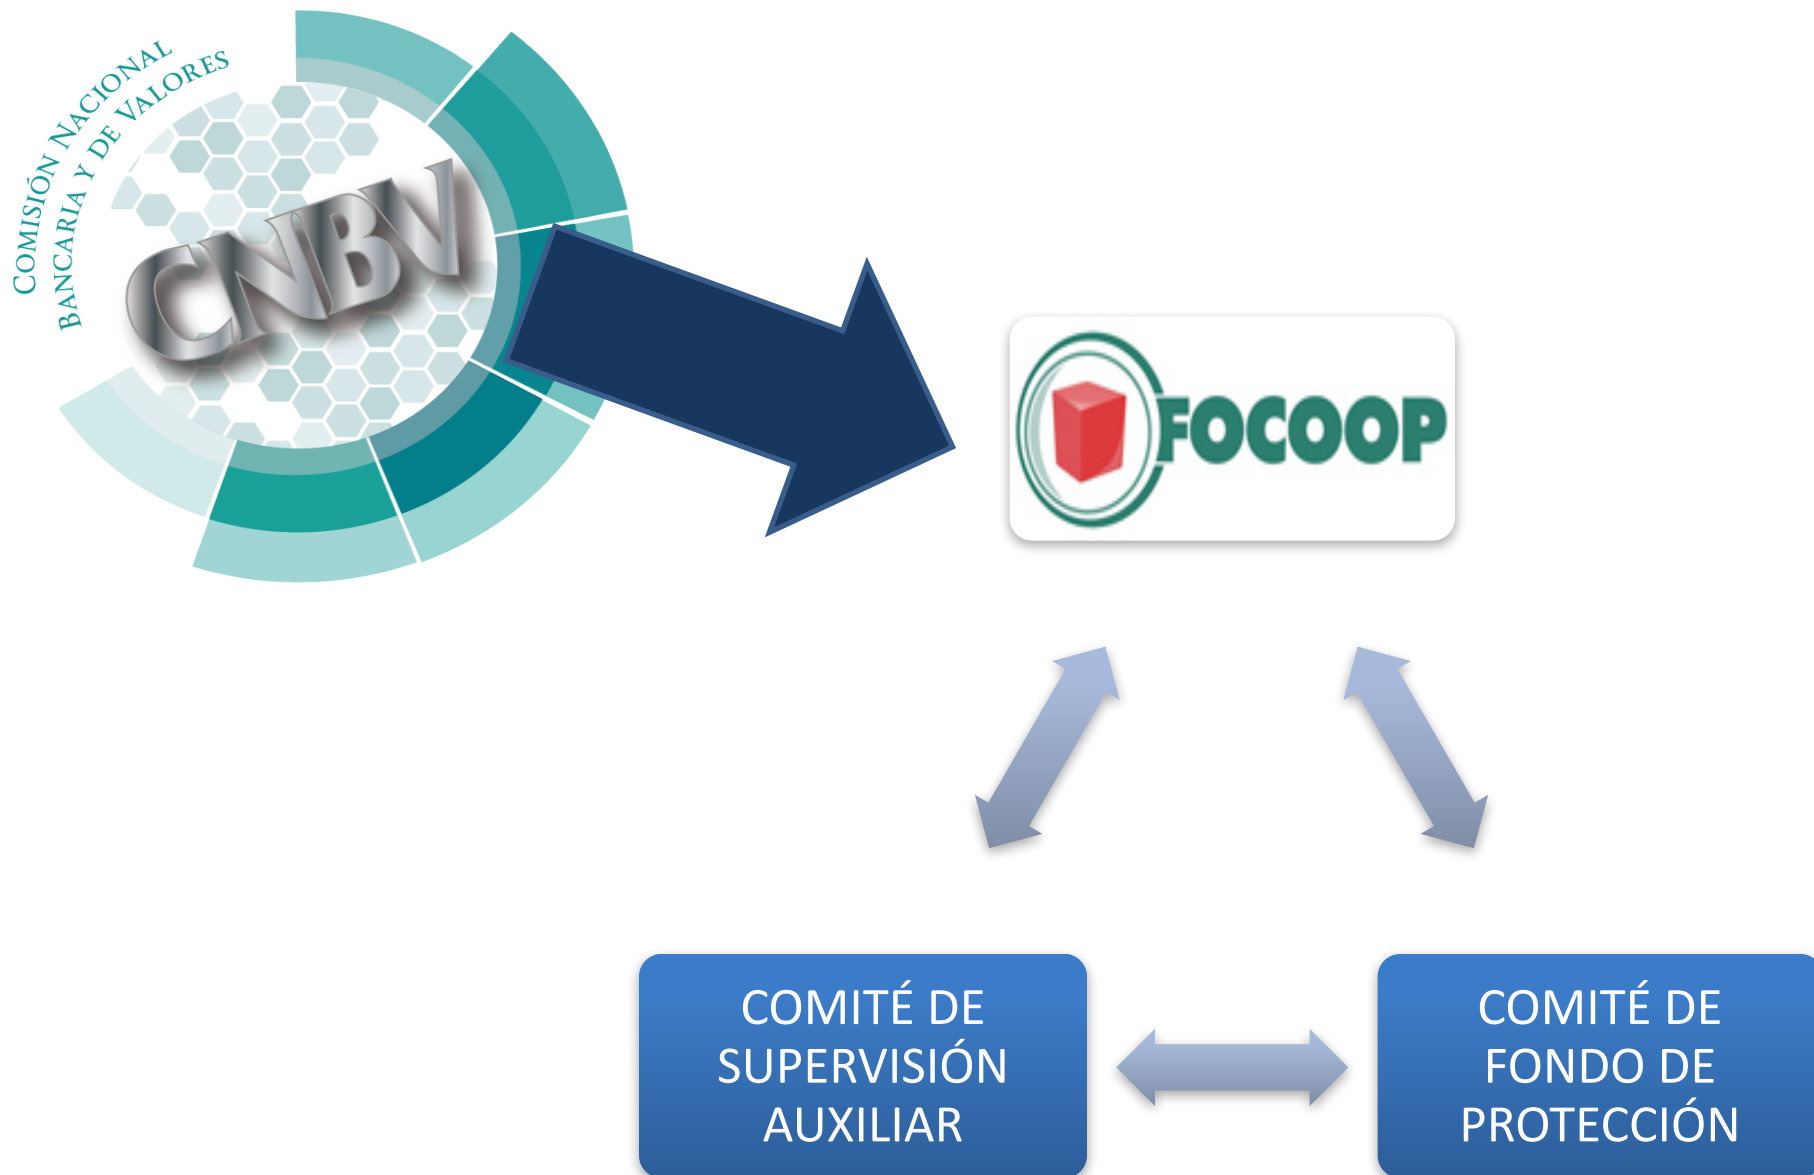 COMISIÓN NACIONAL
BANCARIA Y DE VALORES
CNBV
FOCOOP
COMITÉ DE
SUPERVISIÓN
AUXILIAR
COMITÉ DE
FONDO DE
PROTECCIÓN